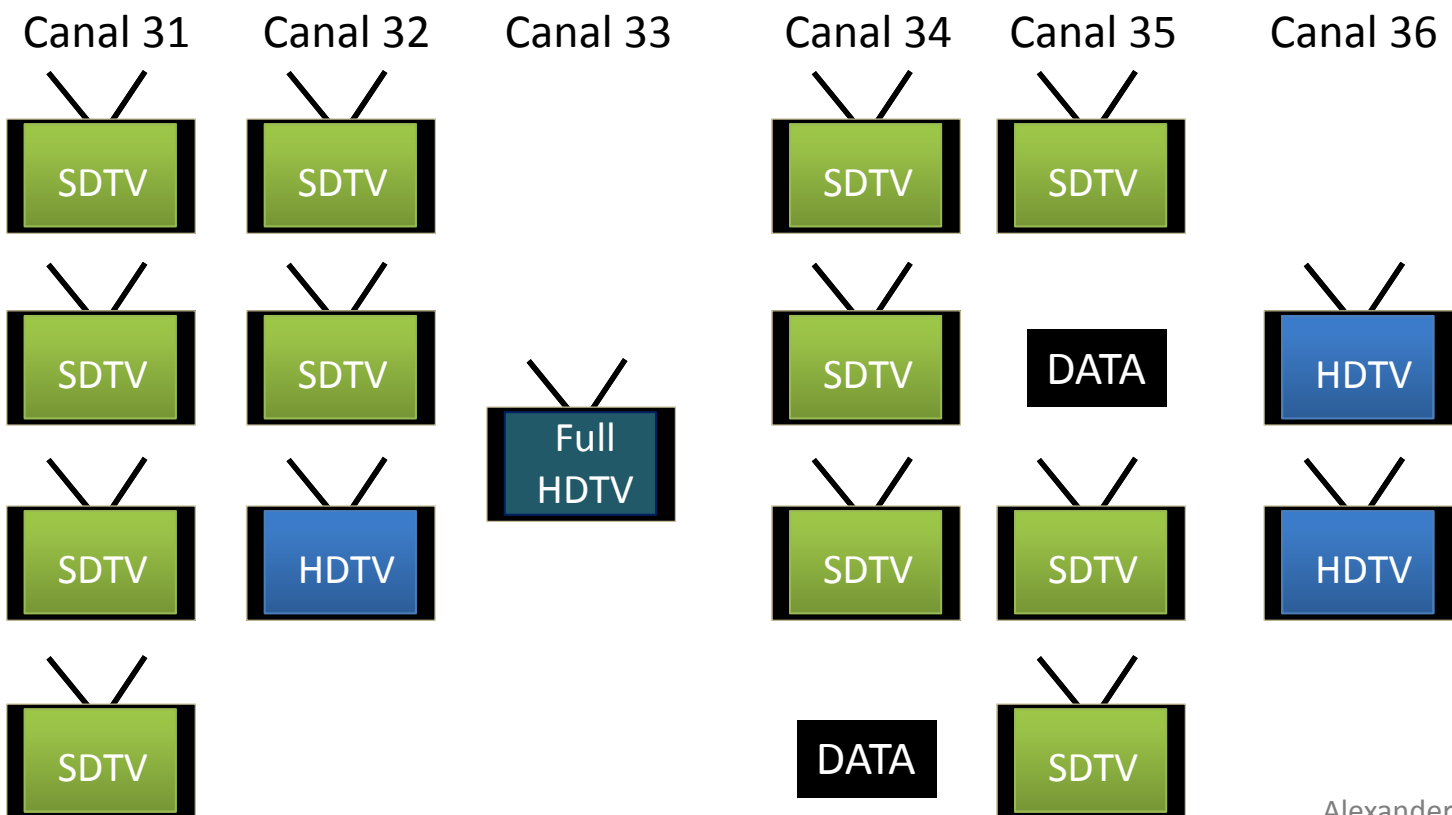 Canal 31 Canal 32 Canal 33 Canal 34 Canal 35 Canal 36
SDTV SDTV SDTV SDTV
SDTV SDTV SDTV DATA HDTV
Full
HDTV
SDTV HDTV SDTV SDTV HDTV
SDTV DATA SDTV
Alexander